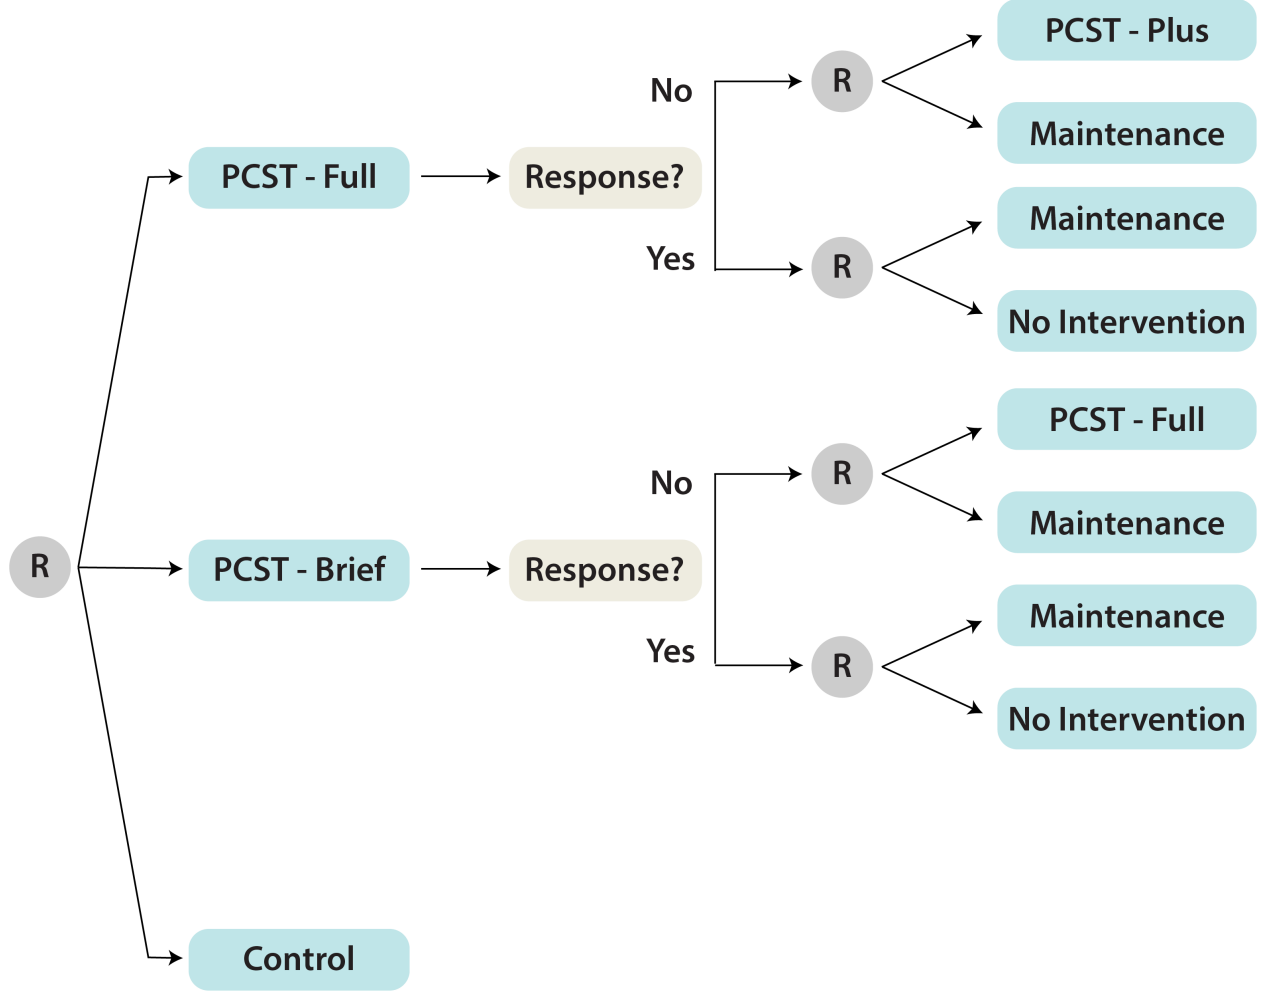 PCST - Plus
No
R
Maintenance
PCST - Full
Response?
Maintenance
Yes
R
No Intervention
PCST - Full
No
R
Maintenance
R
PCST - Brief
Response?
Maintenance
Yes
R
No Intervention
Control